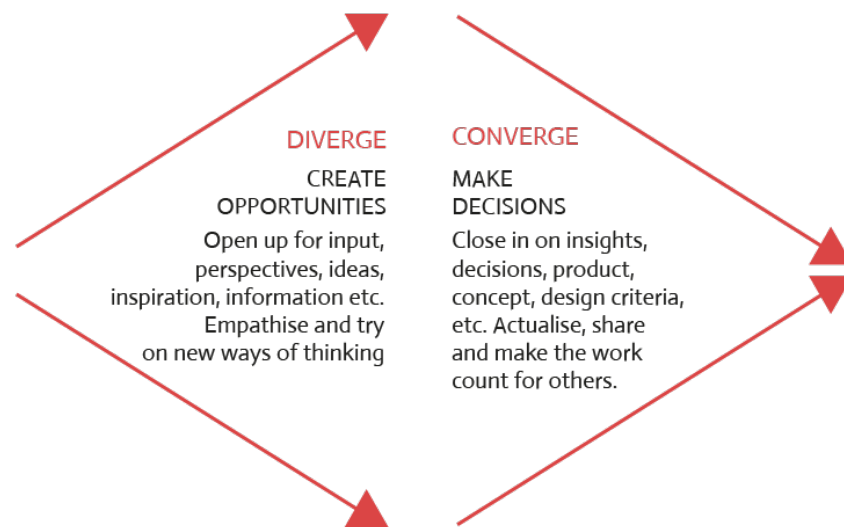 DIVERGE
CREATE
OPPORTUNITIES
Open up for input,
perspectives, ideas,
inspiration, information etc.
Empathise and try
on new ways of thinking
CONVERGE
MAKE
DECISIONS
Close in on insights,
decisions, product,
concept, design criteria,
etc. Actualise, share
and make the work
count for others.